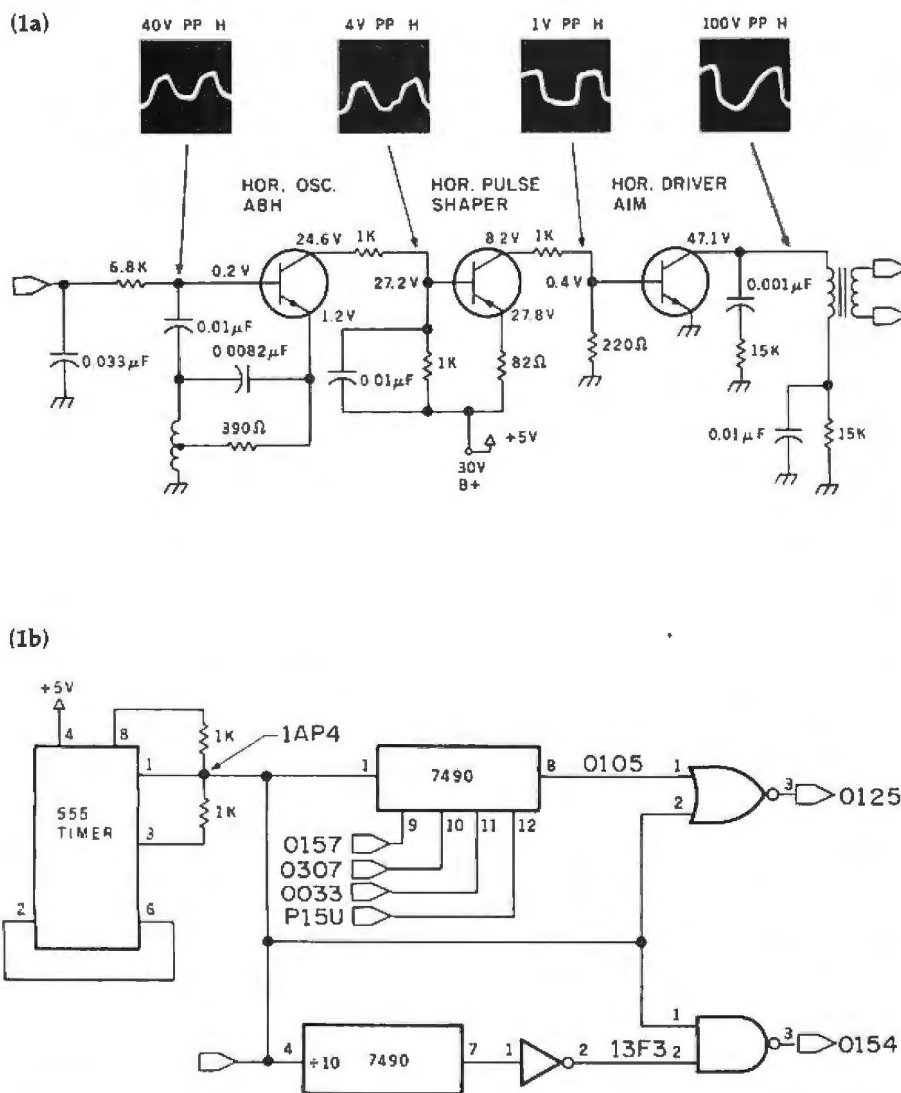 (1a)
40V PP H
4V PP H
1V PP H
100V PP H
HOR. OSC.
ABH
HOR. PULSE
SHAPER
HOR. DRIVER
AIM
24.6V
1K
8.2V
1K
47.1V
6.8K
0.2V
27.2V
0.4V
0.001µF
0.01µF
1.2V
27.8V
0.033µF
0.0082µF
0.01µF
1K
82Ω
220Ω
15K
390Ω
+5V
30V
B+
0.01µF
15K
(1b)
+5V
4
8
1K
1AP4
1
1
7490
8
0105
1
3
0125
555
TIMER
1K
2
3
9
10
11
12
0157
0307
0033
P15U
2
6
1
3
0154
4
÷10
7490
7
1
2
13F3
2